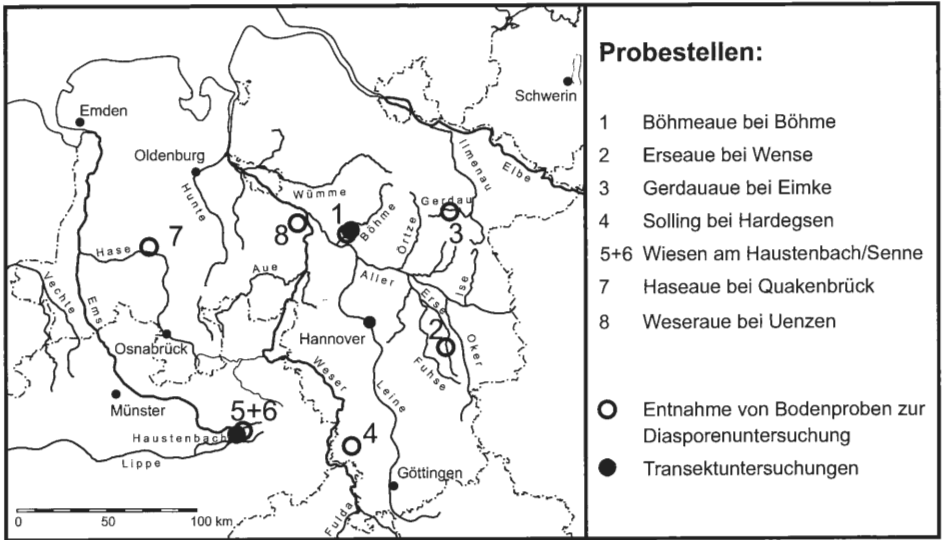 Emden
Oldenburg
Schwerin
Ilmenau
Elbe
Hunte
Wümme
Böhme
Örtze
Gerdau
1
3
8
7
Hase
Vechte
Ems
Aue
Aller
Erse
Ise
2
Oker
Fuhse
Osnabrück
Hannover
Weser
Leine
Münster
5+6
Haustenbach
Lippe
4
Göttingen
Fulda
0 50 100 km
Probestellen:
1 Böhmeaue bei Böhme
2 Erseaue bei Wense
3 Gerdauaue bei Eimke
4 Solling bei Hardegsen
5+6 Wiesen am Haustenbach/Senne
7 Haseaue bei Quakenbrück
8 Weseraue bei Uenzen
Entnahme von Bodenproben zur
Diasporenuntersuchung
Transektuntersuchungen